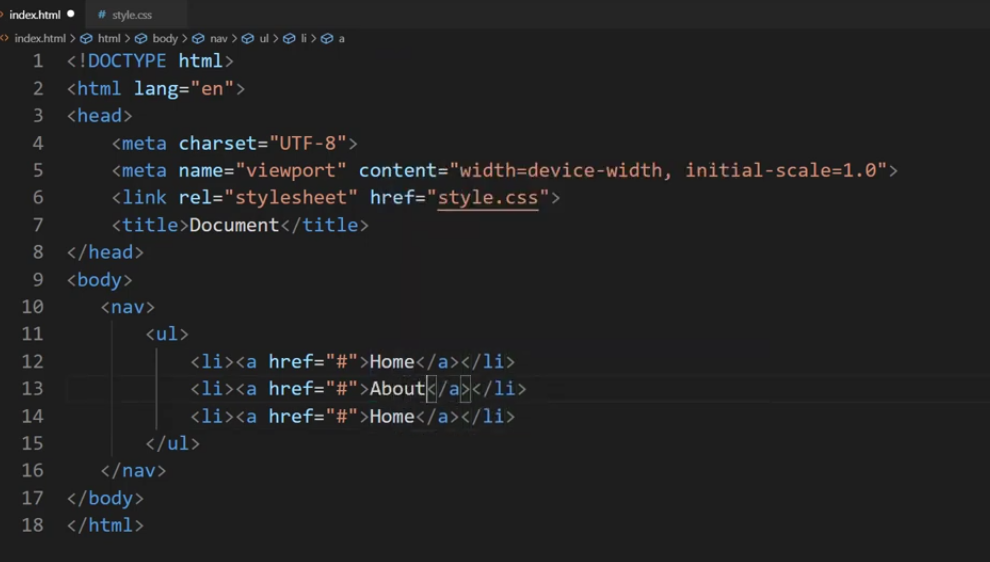 index.html
# style.css
<> index.html > html > body > nav > ul > li > a
1 <!DOCTYPE html>
2 <html lang="en">
3 <head>
4     <meta charset="UTF-8">
5     <meta name="viewport" content="width=device-width, initial-scale=1.0">
6     <link rel="stylesheet" href="style.css">
7     <title>Document</title>
8 </head>
9 <body>
10    <nav>
11        <ul>
12            <li><a href="#">Home</a></li>
13            <li><a href="#">About</a></li>
14            <li><a href="#">Home</a></li>
15        </ul>
16    </nav>
17 </body>
18 </html>